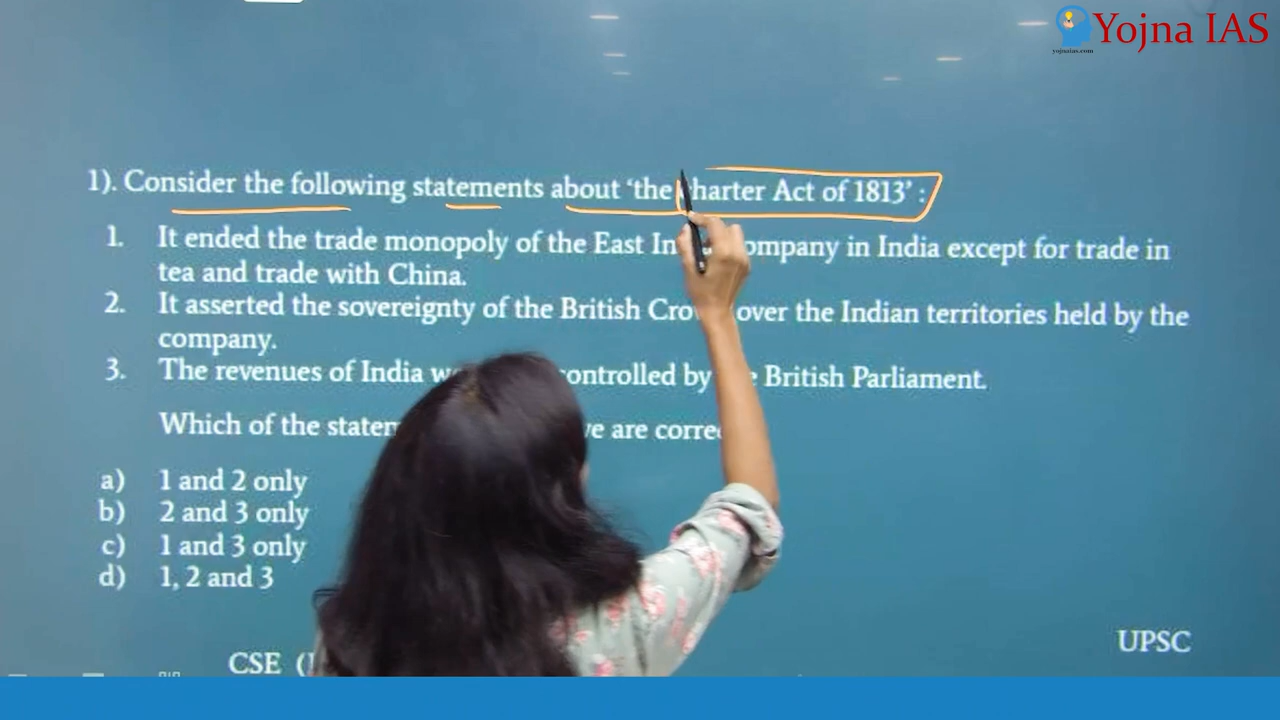 Yojna IAS
yojnaias.com
1). Consider the following statements about ‘the Charter Act of 1813’ :
1. It ended the trade monopoly of the East In ompany in India except for trade in
tea and trade with China.
2. It asserted the sovereignty of the British Cro over the Indian territories held by the
company.
3. The revenues of India w controlled by British Parliament.
Which of the statem ve are corre
a) 1 and 2 only
b) 2 and 3 only
c) 1 and 3 only
d) 1, 2 and 3
UPSC
CSE (